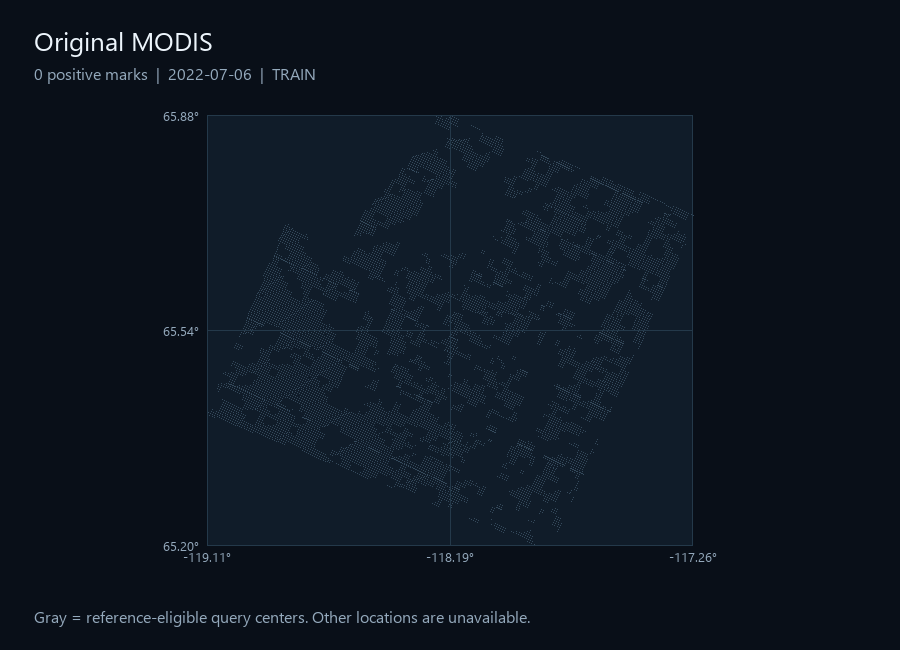 Original MODIS
0 positive marks | 2022-07-06 | TRAIN
65.88°
65.54°
65.20°
-119.11° -118.19° -117.26°
Gray = reference-eligible query centers. Other locations are unavailable.